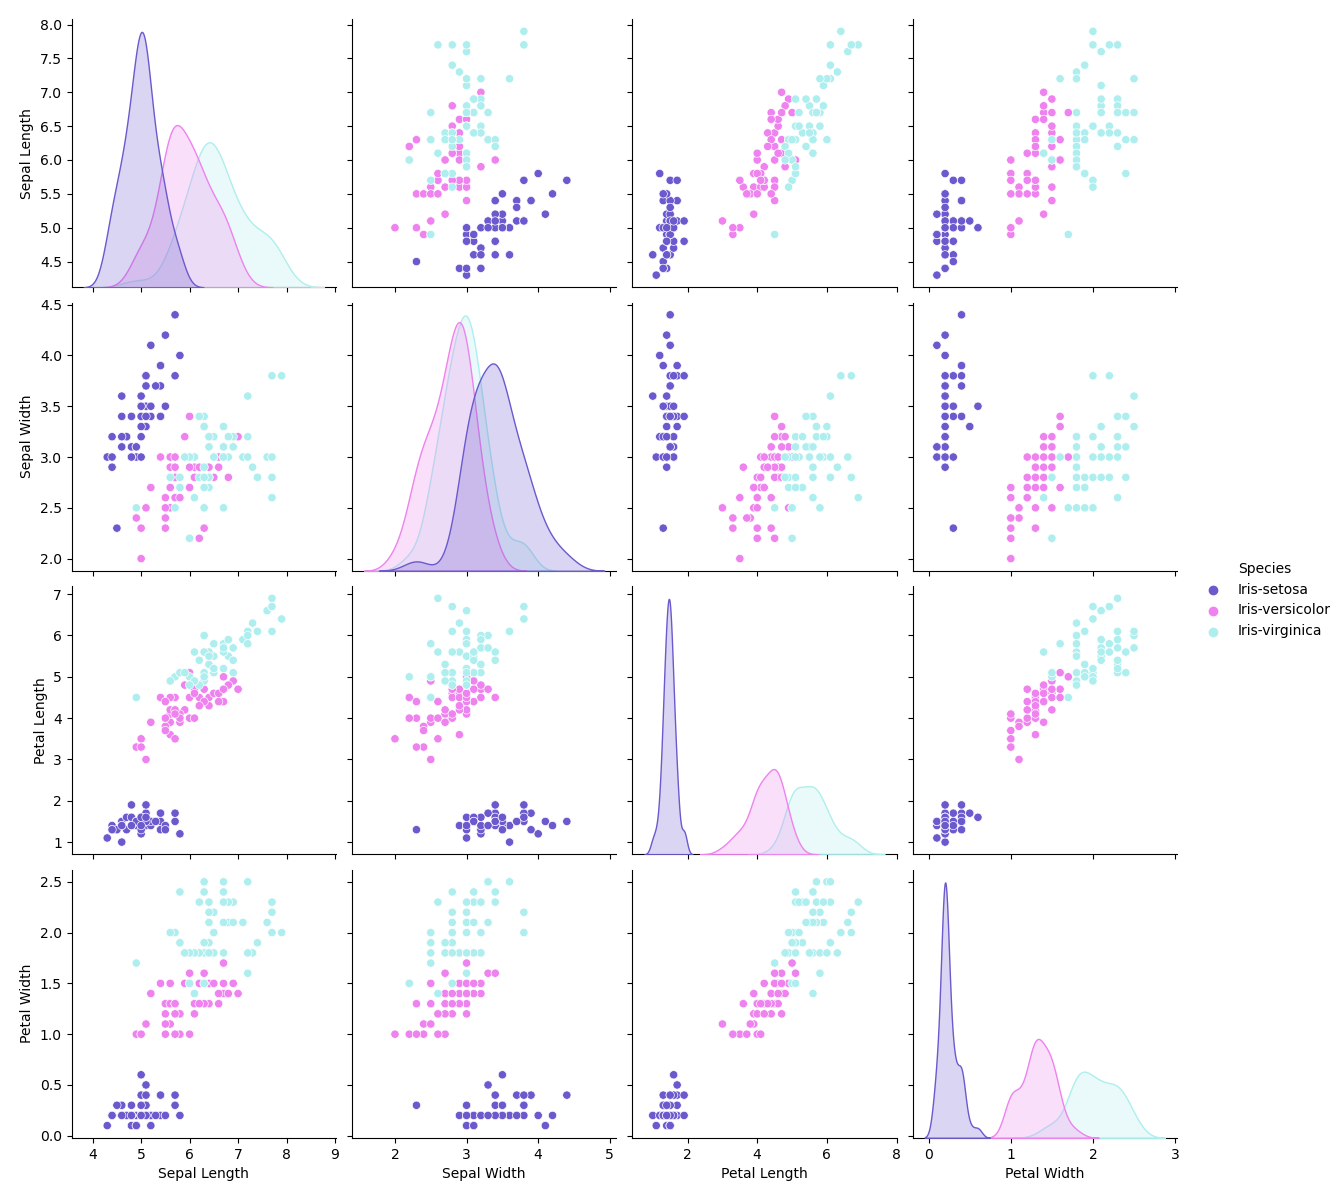 8.0
7.5
7.0
6.5
6.0
5.5
5.0
4.5
Sepal Length
4.5
4.0
3.5
3.0
2.5
2.0
Sepal Width
7
6
5
4
3
2
1
Petal Length
2.5
2.0
1.5
1.0
0.5
0.0
Petal Width
4 5 6 7 8 9
Sepal Length
2 3 4 5
Sepal Width
2 4 6 8
Petal Length
0 1 2 3
Petal Width
Species
Iris-setosa
Iris-versicolor
Iris-virginica